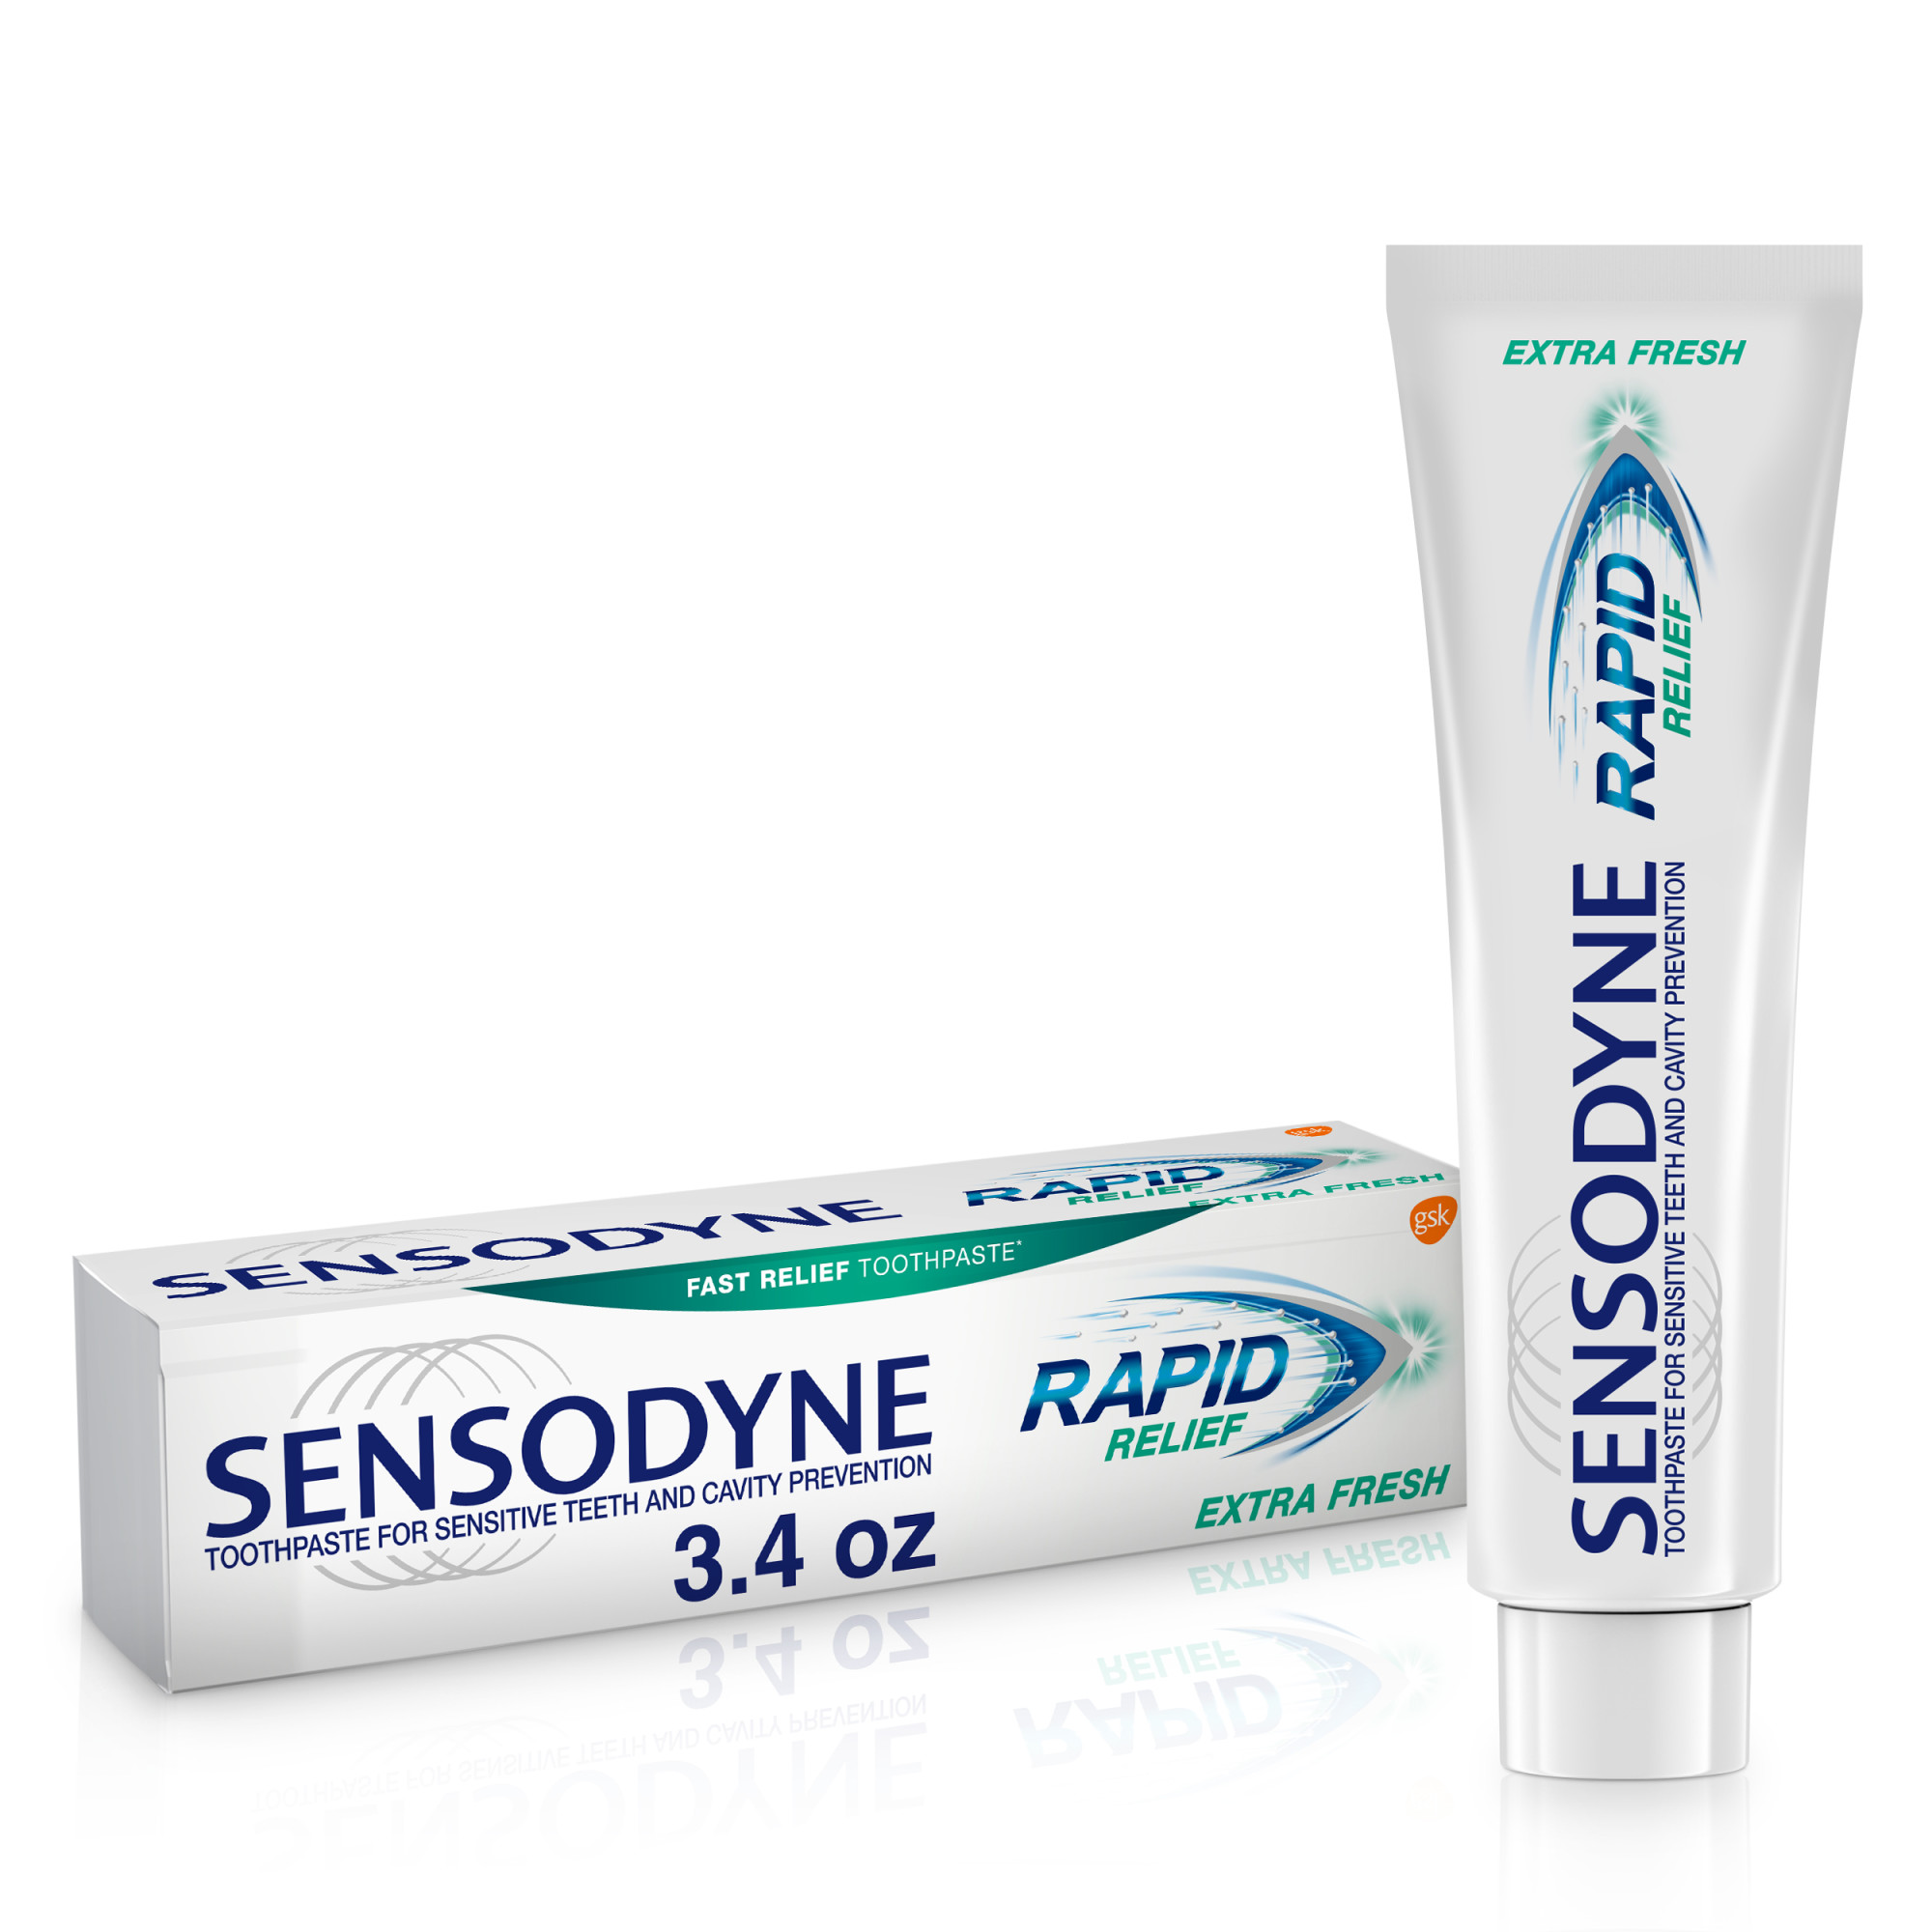 SENSODYNE RAPID
RELIEF
EXTRA FRESH
gsk
FAST RELIEF TOOTHPASTE*
gsk
SENSODYNE
TOOTHPASTE FOR SENSITIVE TEETH AND CAVITY PREVENTION
3.4 oz
RAPID
RELIEF
EXTRA FRESH
EXTRA FRESH
SENSODYNE RAPID
RELIEF
TOOTHPASTE FOR SENSITIVE TEETH AND CAVITY PREVENTION